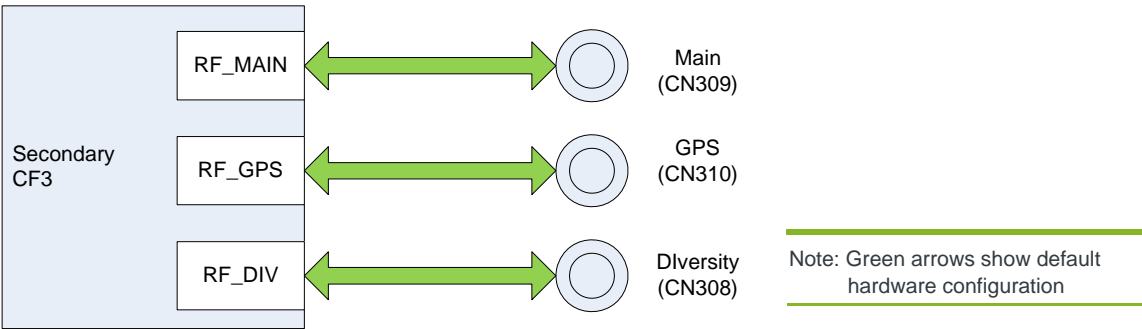 Secondary
CF3
RF_MAIN
Main
(CN309)
RF_GPS
GPS
(CN310)
RF_DIV
DIversity
(CN308)
Note: Green arrows show default
hardware configuration